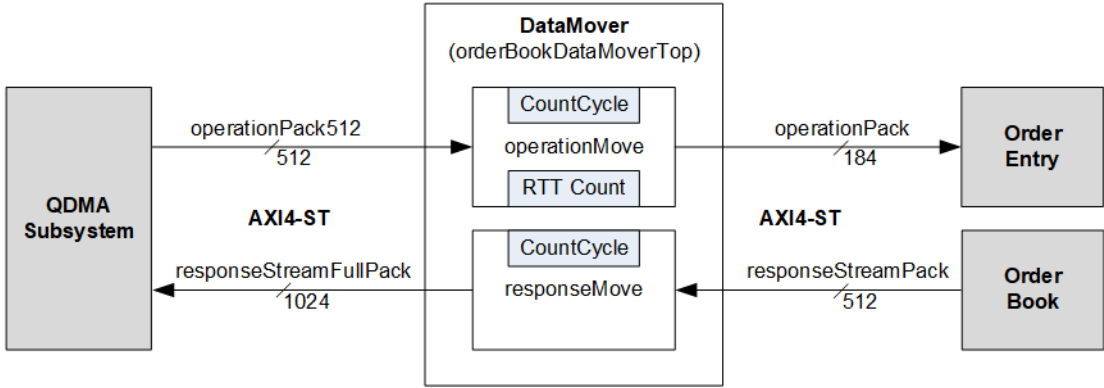 DataMover
(orderBookDataMoverTop)
CountCycle
operationPack512
operationPack
512
operationMove
184
Order
Entry
RTT Count
QDMA
Subsystem
AXI4-ST
AXI4-ST
CountCycle
responseStreamFullPack
responseStreamPack
1024
responseMove
512
Order
Book